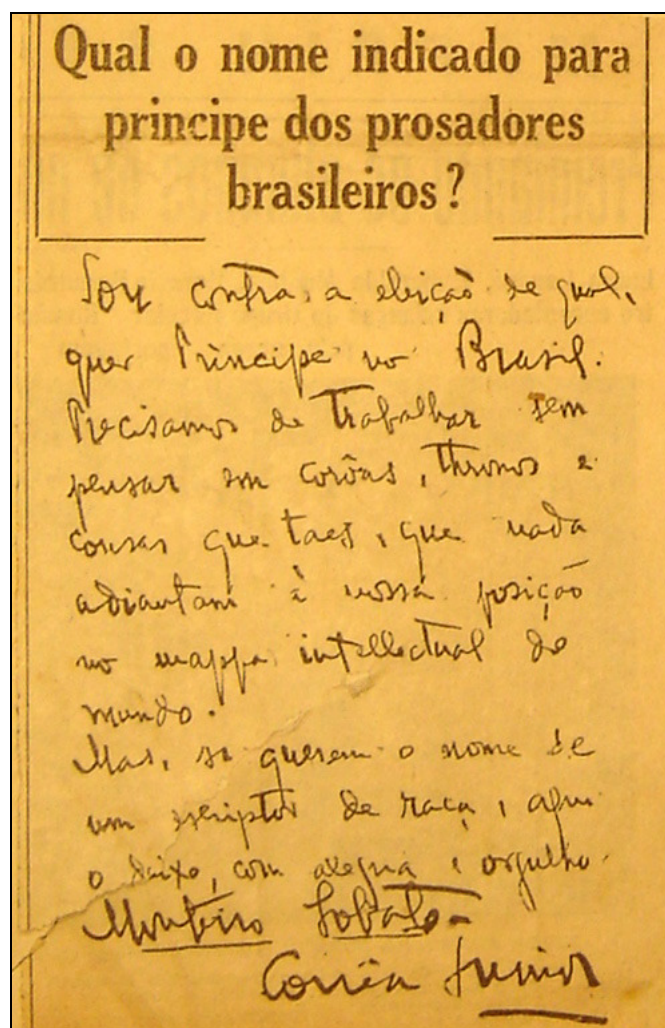 Qual o nome indicado para
principe dos prosadores
brasileiros?
Sou contra a eleição de qual-
quer Principe no Brasil.
Precisamos de trabalhar sem
pensar em corôas, thronos e
cousas que taes, que nada
adiantam á nossa posição
no mappa intellectual do
mundo.
Mas, se querem o nome de
um escriptor de raça, aqui
o deixo, com alegria e orgulho.
Monteiro Lobato-
Corrêa Junior